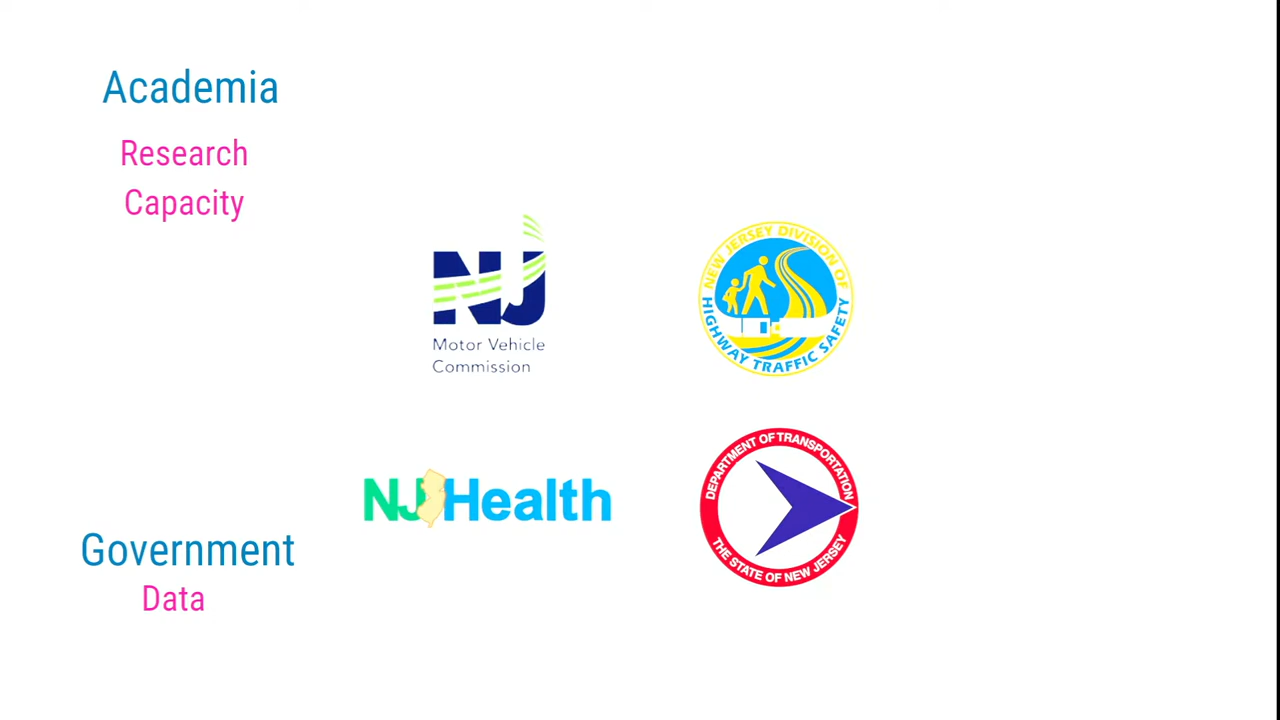 Academia
Research
Capacity
NJ
Motor Vehicle
Commission
NEW JERSEY DIVISION OF
HIGHWAY TRAFFIC SAFETY
NJ Health
DEPARTMENT OF TRANSPORTATION
THE STATE OF NEW JERSEY
Government
Data